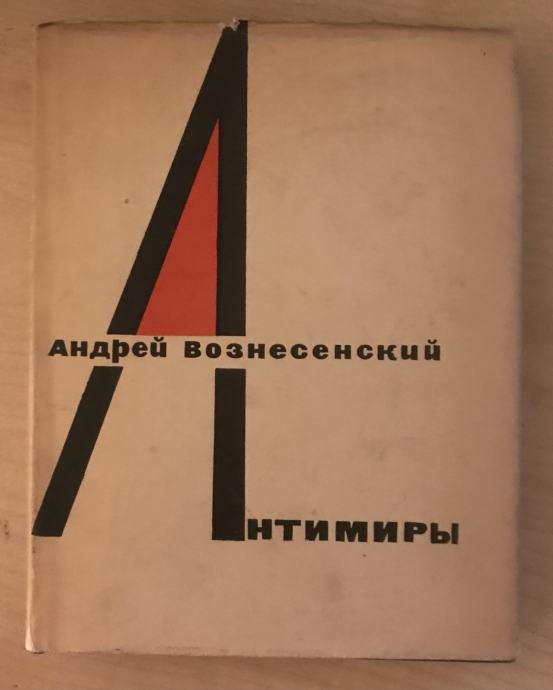 Андрей Вознесенский
Антимиры